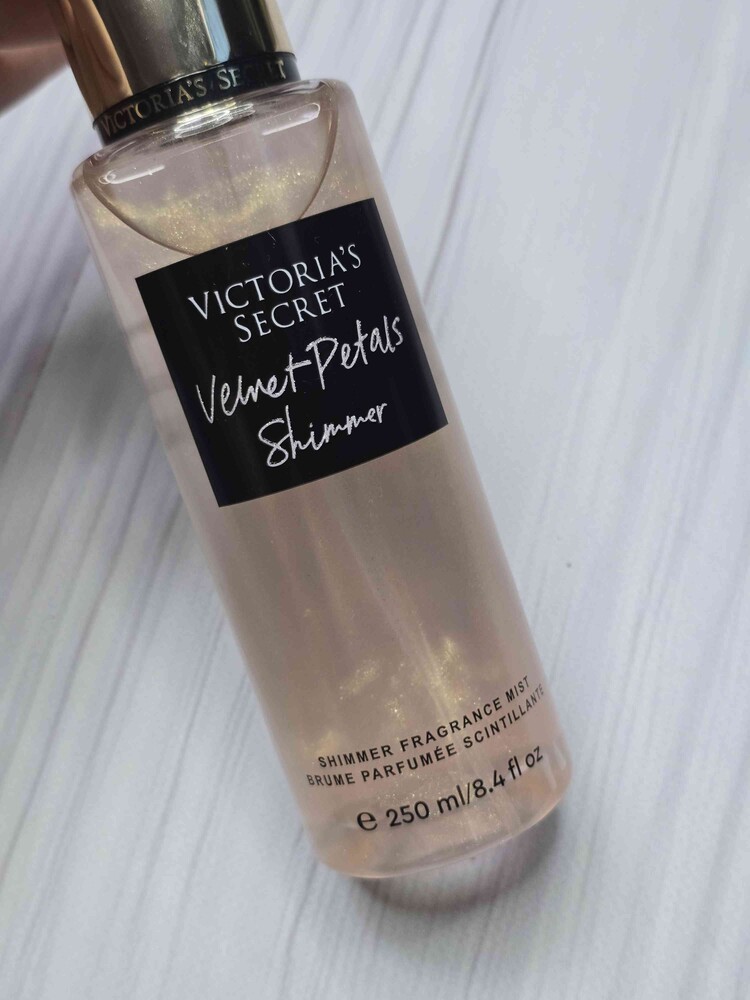 VICTORIA'S SECRET
VICTORIA'S
SECRET
Velvet Petals
Shimmer
SHIMMER FRAGRANCE MIST
BRUME PARFUMÉE SCINTILLANTE
e 250 ml/8.4 fl oz